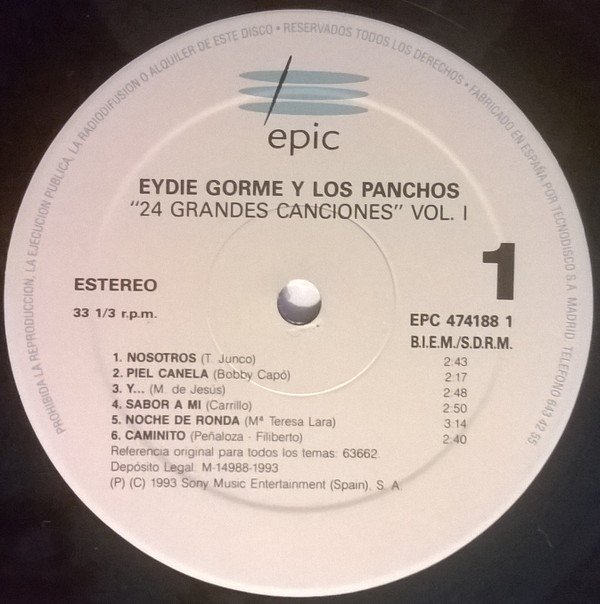 PROHIBIDA LA REPRODUCCION, LA EJECUCION PUBLICA, LA RADIODIFUSION O ALQUILER DE ESTE DISCO • RESERVADOS TODOS LOS DERECHOS • FABRICADO EN ESPAÑA POR TECNODISCO S.A. MADRID. TELEFONO 643 42 55.
epic
EYDIE GORME Y LOS PANCHOS
"24 GRANDES CANCIONES" VOL. I
1
ESTEREO
33 1/3 r.p.m.
EPC 474188 1
B.I.E.M./S.D.R.M.
1. NOSOTROS (T. Junco) 2:43
2. PIEL CANELA (Bobby Capó) 2:17
3. Y... (M. de Jesús) 2:48
4. SABOR A MI (Carrillo) 2:50
5. NOCHE DE RONDA (Mª Teresa Lara) 3:14
6. CAMINITO (Peñaloza - Filiberto) 2:40
Referencia original para todos los temas: 63662.
Depósito Legal: M-14988-1993
(P) (C) 1993 Sony Music Entertainment (Spain), S. A.